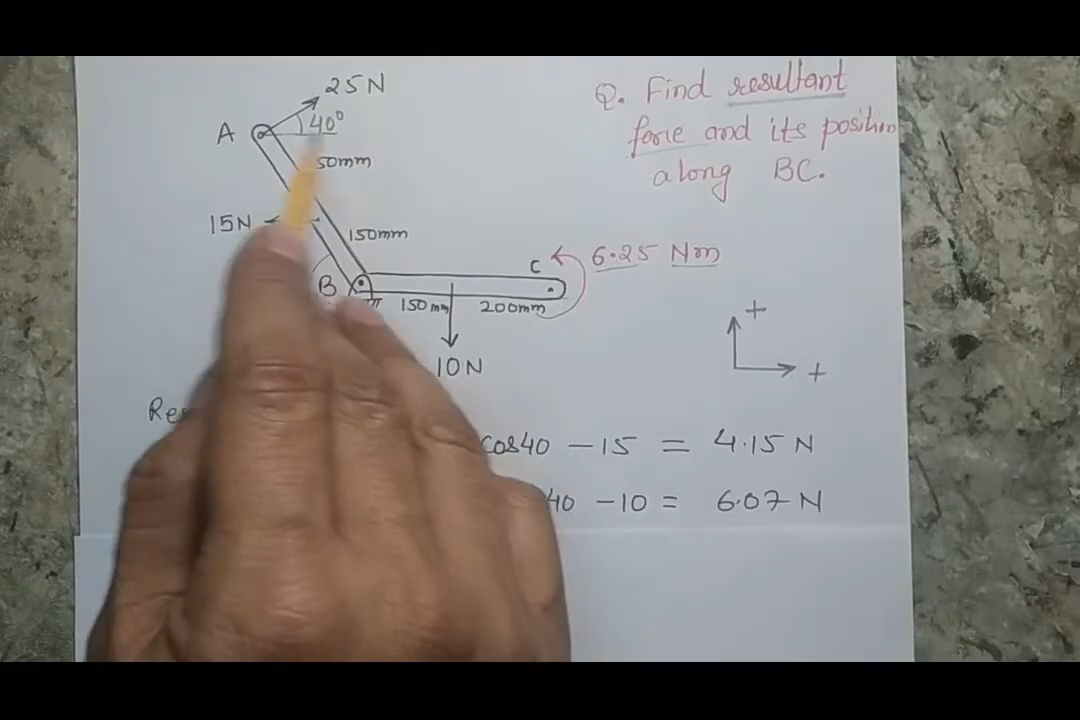 25N
Q. Find resultant
force and its position
along BC.
A
40°
50mm
15N
150mm
C
6.25 Nm
B
150mm
200mm
+
10N
+
cos40 - 15 = 4.15 N
40 - 10 = 6.07 N